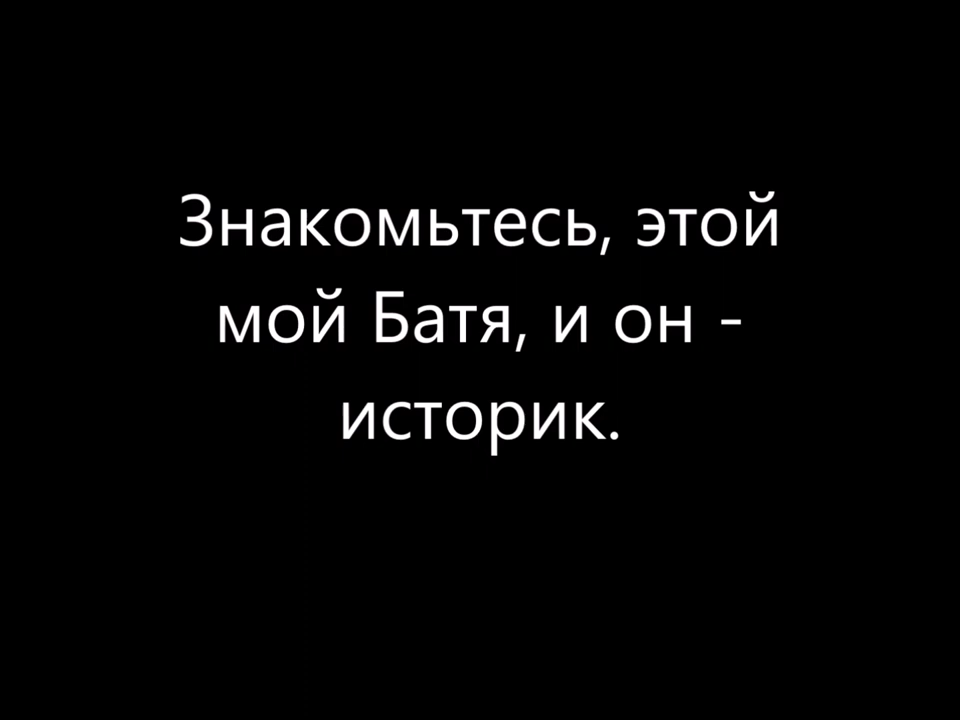 Знакомьтесь, этой
мой Батя, и он -
историк.